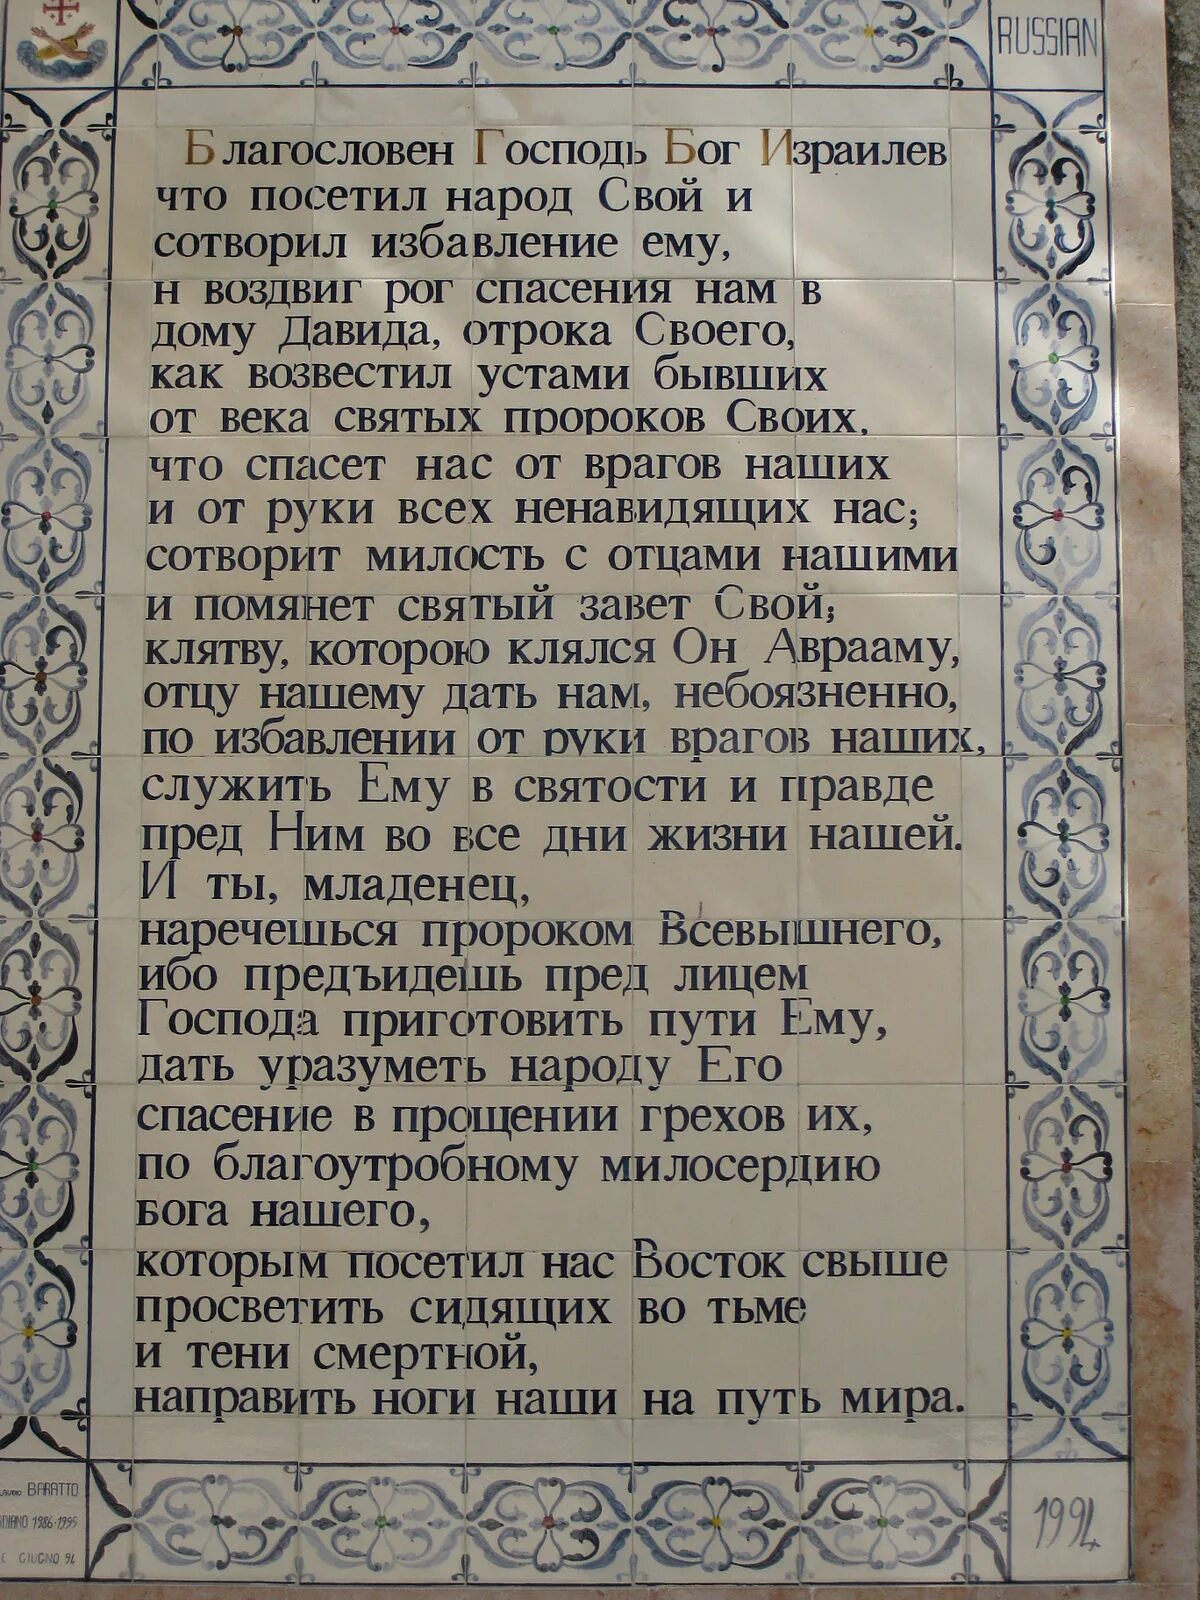 RUSSIAN
Благословен Господь Бог Израилев
что посетил народ Свой и
сотворил избавление ему,
н воздвиг рог спасения нам в
дому Давида, отрока Своего,
как возвестил устами бывших
от века святых пророков Своих,
что спасет нас от врагов наших
и от руки всех ненавидящих нас;
сотворит милость с отцами нашими
и помянет святый завет Свой;
клятву, которою клялся Он Аврааму,
отцу нашему дать нам, небоязненно,
по избавлении от руки врагов наших,
служить Ему в святости и правде
пред Ним во все дни жизни нашей.
И ты, младенец,
наречешься пророком Всевышнего,
ибо предъидешь пред лицем
Господа приготовить пути Ему,
дать уразуметь народу Его
спасение в прощении грехов их,
по благоутробному милосердию
Бога нашего,
которым посетил нас Восток свыше
просветить сидящих во тьме
и тени смертной,
направить ноги наши на путь мира.
BARATTO
1986-1995
GIUGNO 94
1994